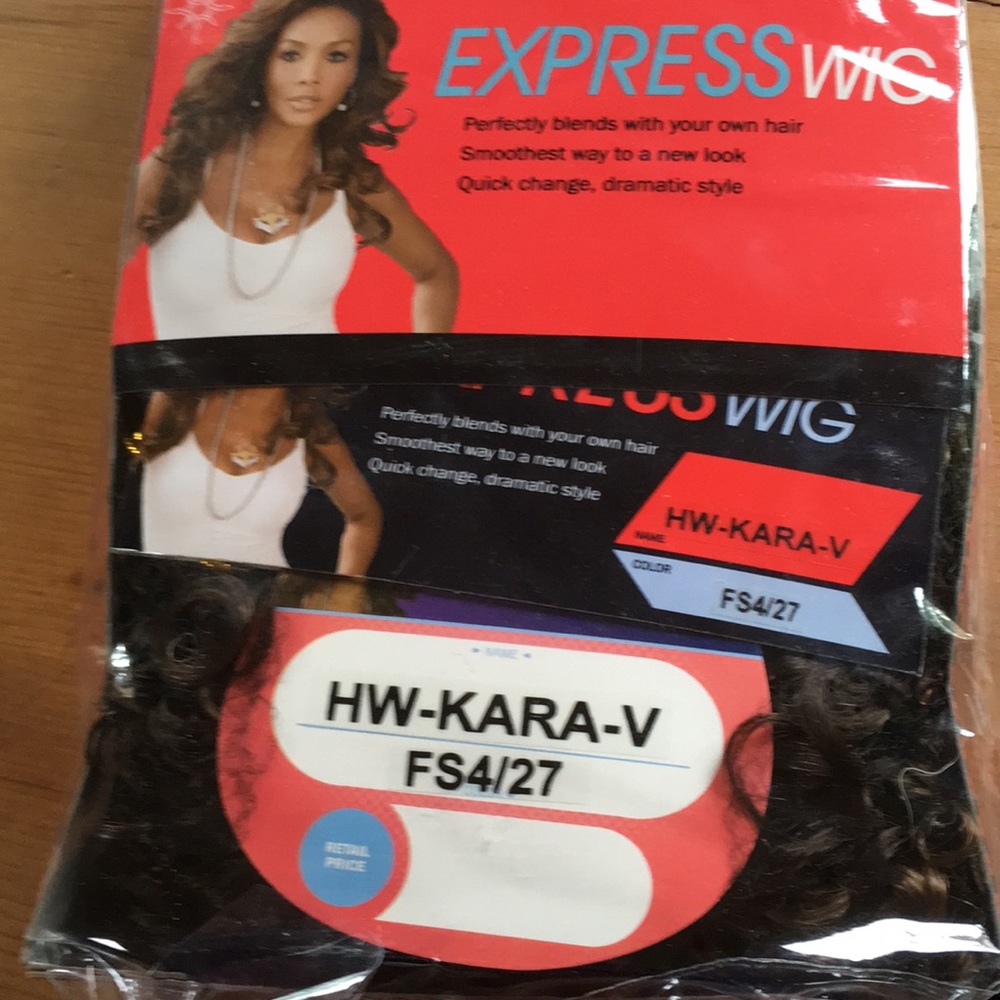 EXPRESS WIG
Perfectly blends with your own hair
Smoothest way to a new look
Quick change, dramatic style
WIG
Perfectly blends with your own hair
Smoothest way to a new look
Quick change, dramatic style
NAME
HW-KARA-V
COLOR
FS4/27
NAME
HW-KARA-V
FS4/27
RETAIL
PRICE